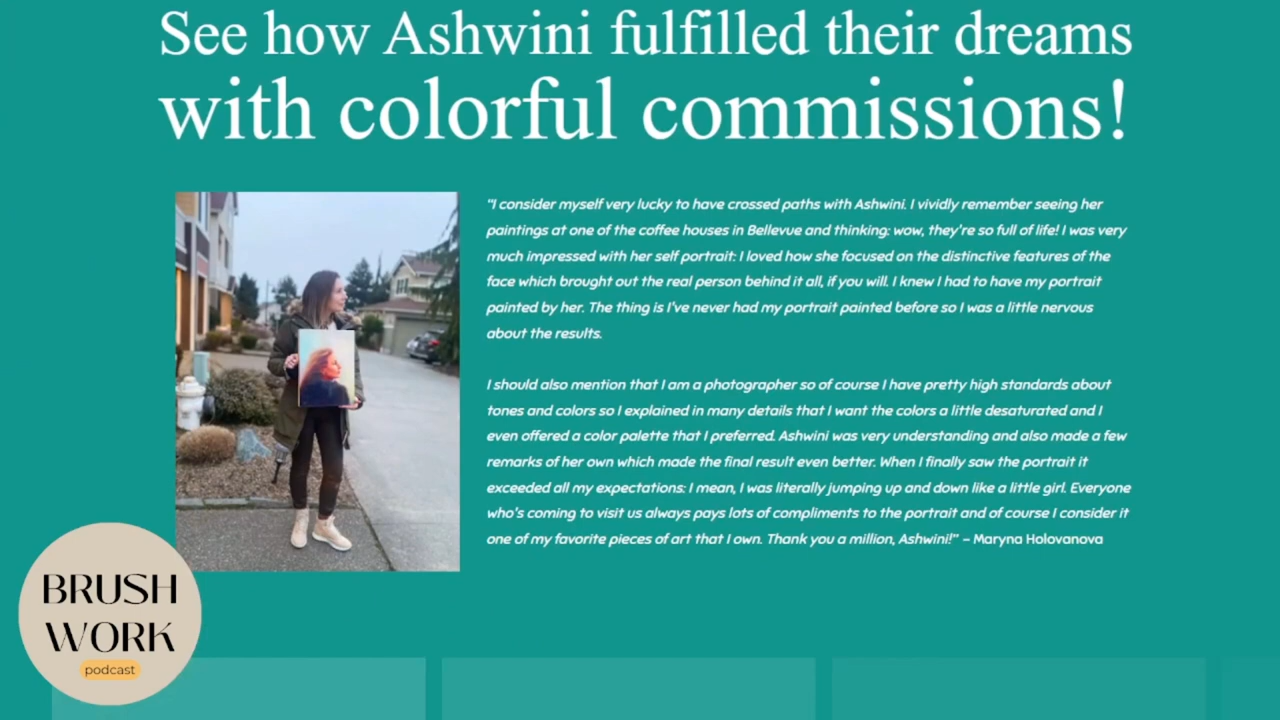 See how Ashwini fulfilled their dreams
with colorful commissions!
“I consider myself very lucky to have crossed paths with Ashwini. I vividly remember seeing her
paintings at one of the coffee houses in Bellevue and thinking: wow, they're so full of life! I was very
much impressed with her self portrait: I loved how she focused on the distinctive features of the
face which brought out the real person behind it all, if you will. I knew I had to have my portrait
painted by her. The thing is I've never had my portrait painted before so I was a little nervous
about the results.
I should also mention that I am a photographer so of course I have pretty high standards about
tones and colors so I explained in many details that I want the colors a little desaturated and I
even offered a color palette that I preferred. Ashwini was very understanding and also made a few
remarks of her own which made the final result even better. When I finally saw the portrait it
exceeded all my expectations: I mean, I was literally jumping up and down like a little girl. Everyone
who's coming to visit us always pays lots of compliments to the portrait and of course I consider it
one of my favorite pieces of art that I own. Thank you a million, Ashwini!” – Maryna Holovanova
BRUSH
WORK
podcast